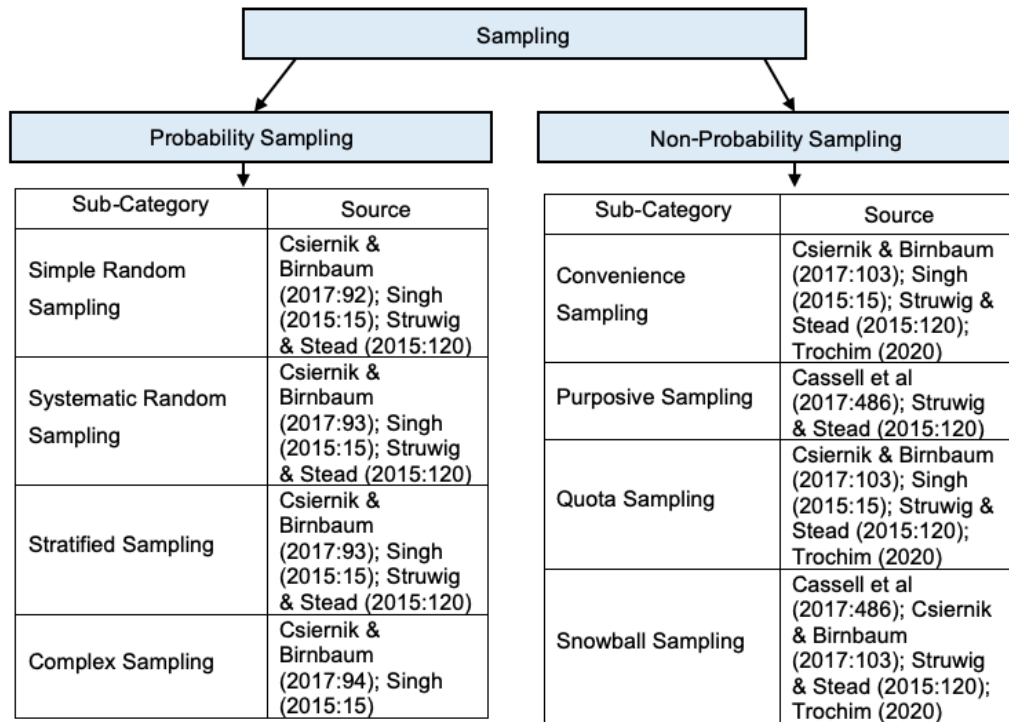 Sampling
Probability Sampling
Non-Probability Sampling
Sub-Category
Source
Simple Random
Sampling
Csiernik &
Birnbaum
(2017:92); Singh
(2015:15); Struwig
& Stead (2015:120)
Systematic Random
Sampling
Csiernik &
Birnbaum
(2017:93); Singh
(2015:15); Struwig
& Stead (2015:120)
Stratified Sampling
Csiernik &
Birnbaum
(2017:93); Singh
(2015:15); Struwig
& Stead (2015:120)
Complex Sampling
Csiernik &
Birnbaum
(2017:94); Singh
(2015:15)
Sub-Category
Source
Convenience
Sampling
Csiernik & Birnbaum
(2017:103); Singh
(2015:15); Struwig &
Stead (2015:120);
Trochim (2020)
Purposive Sampling
Cassell et al
(2017:486); Struwig
& Stead (2015:120)
Quota Sampling
Csiernik & Birnbaum
(2017:103); Singh
(2015:15); Struwig &
Stead (2015:120);
Trochim (2020)
Snowball Sampling
Cassell et al
(2017:486); Csiernik
& Birnbaum
(2017:103); Struwig
& Stead (2015:120);
Trochim (2020)